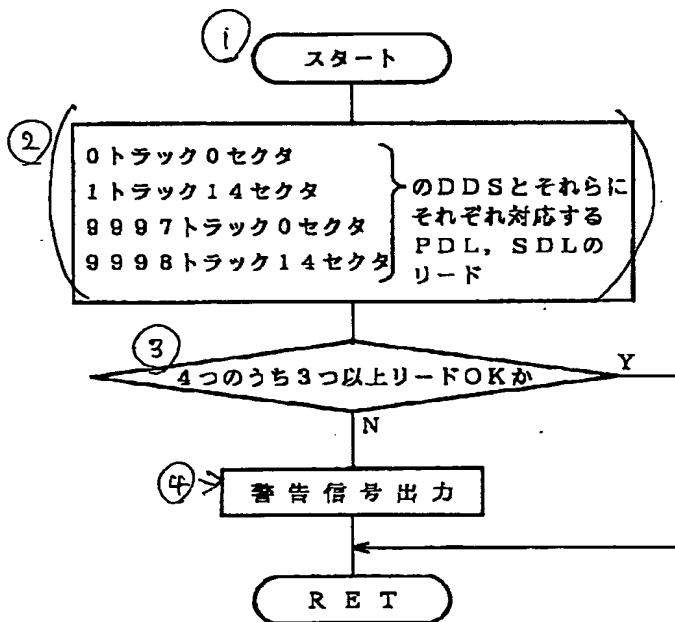 ①
スタート
②
0トラック0セクタ
1トラック14セクタ
9997トラック0セクタ
9998トラック14セクタ
のDDSとそれらに
それぞれ対応する
PDL,SDLの
リード
③
4つのうち3つ以上リードOKか
Y
N
④
警告信号出力
RET